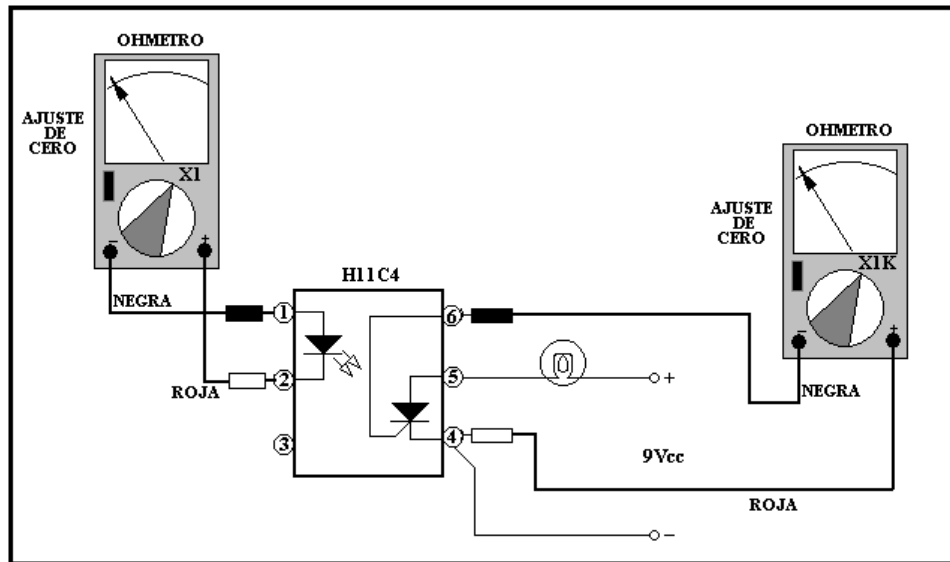 OHMETRO
AJUSTE
DE
CERO
X1
−
+
NEGRA
ROJA
H11C4
1
2
3
6
5
4
+
9Vcc
−
OHMETRO
AJUSTE
DE
CERO
X1K
−
+
NEGRA
ROJA